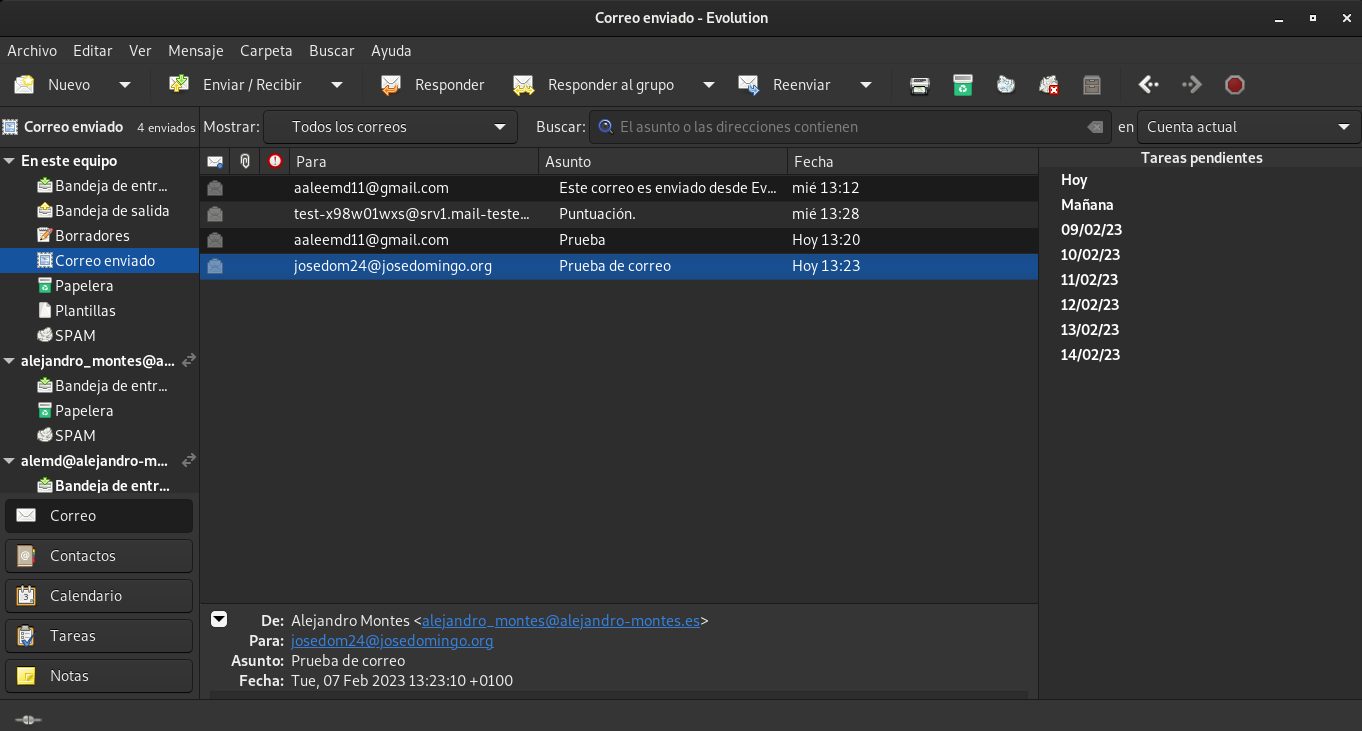 Correo enviado - Evolution
Archivo Editar Ver Mensaje Carpeta Buscar Ayuda
Nuevo Enviar / Recibir Responder Responder al grupo Reenviar
Correo enviado 4 enviados Mostrar: Todos los correos Buscar: El asunto o las direcciones contienen en Cuenta actual
En este equipo
Bandeja de entr...
Bandeja de salida
Borradores
Correo enviado
Papelera
Plantillas
SPAM
alejandro_montes@a...
Bandeja de entr...
Papelera
SPAM
alemd@alejandro-m...
Bandeja de entr...
Correo
Contactos
Calendario
Tareas
Notas
Para Asunto Fecha
aaleemd11@gmail.com Este correo es enviado desde Ev... mié 13:12
test-x98w01wxs@srv1.mail-teste... Puntuación. mié 13:28
aaleemd11@gmail.com Prueba Hoy 13:20
josedom24@josedomingo.org Prueba de correo Hoy 13:23
De: Alejandro Montes <alejandro_montes@alejandro-montes.es>
Para: josedom24@josedomingo.org
Asunto: Prueba de correo
Fecha: Tue, 07 Feb 2023 13:23:10 +0100
Tareas pendientes
Hoy
Mañana
09/02/23
10/02/23
11/02/23
12/02/23
13/02/23
14/02/23